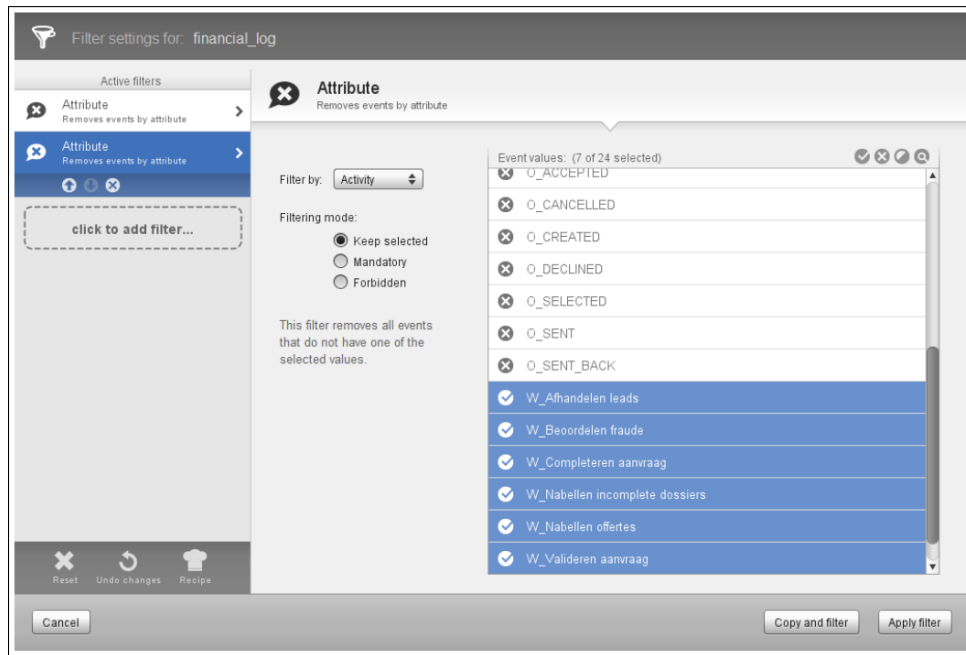 Filter settings for: financial_log
Active filters
Attribute
Removes events by attribute
Attribute
Removes events by attribute
click to add filter...
Reset
Undo changes
Recipe
Attribute
Removes events by attribute
Filter by:
Activity
Filtering mode:
Keep selected
Mandatory
Forbidden
This filter removes all events
that do not have one of the
selected values.
Event values: (7 of 24 selected)
O_ACCEPTED
O_CANCELLED
O_CREATED
O_DECLINED
O_SELECTED
O_SENT
O_SENT_BACK
W_Afhandelen leads
W_Beoordelen fraude
W_Completeren aanvraag
W_Nabellen incomplete dossiers
W_Nabellen offertes
W_Valideren aanvraag
Cancel
Copy and filter
Apply filter